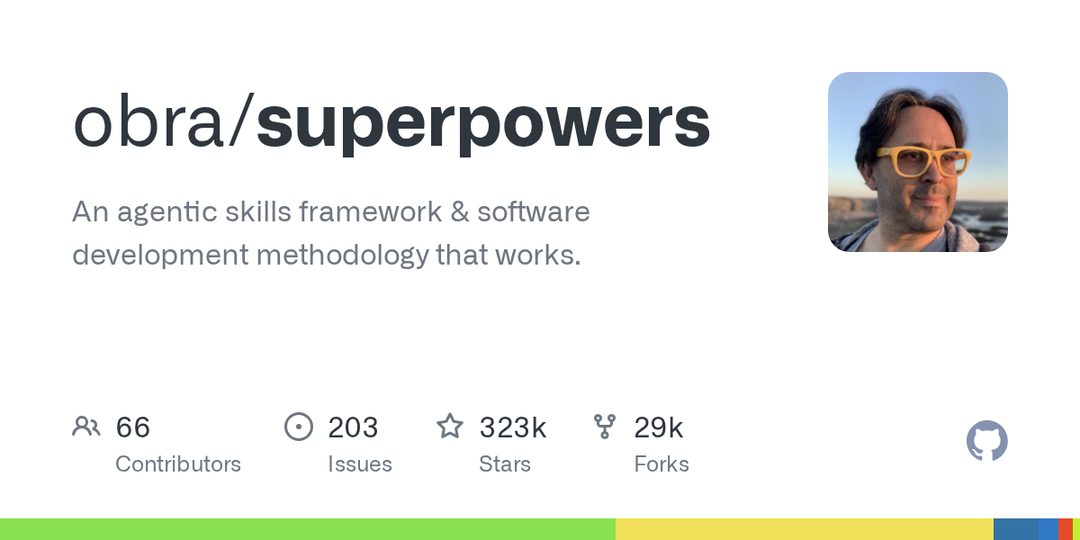 obra/superpowers
An agentic skills framework & software
development methodology that works.
66
Contributors
203
Issues
323k
Stars
29k
Forks